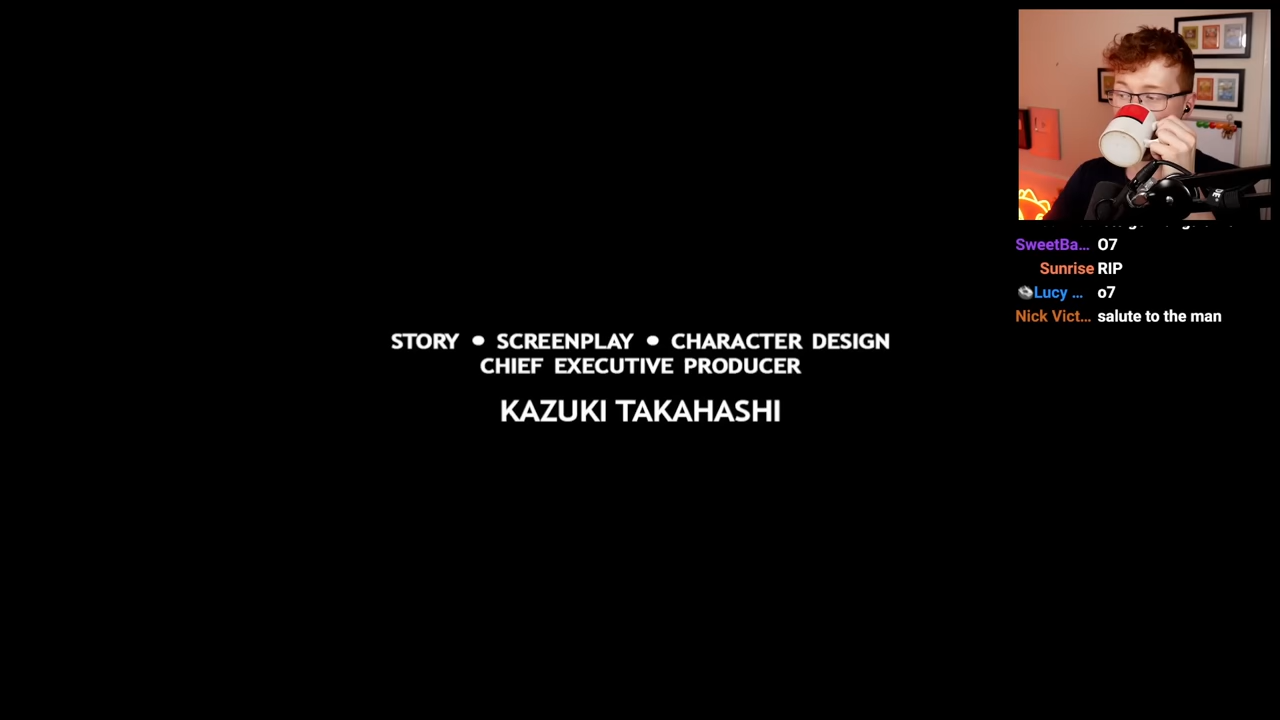 STORY • SCREENPLAY • CHARACTER DESIGN
CHIEF EXECUTIVE PRODUCER
KAZUKI TAKAHASHI
SweetBa... O7
Sunrise RIP
Lucy ... o7
Nick Vict... salute to the man